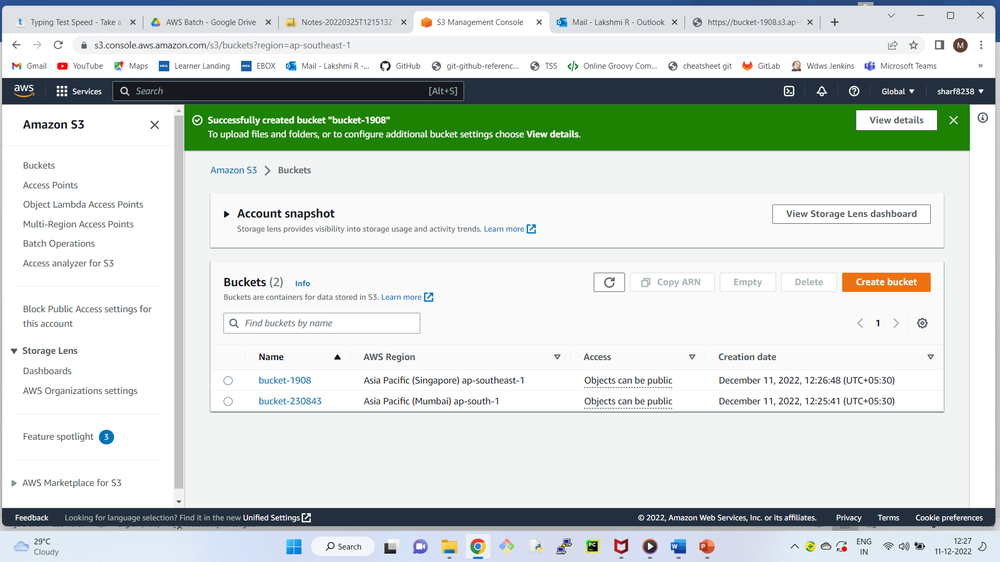 Typing Test Speed - Take a
AWS Batch - Google Drive
Notes-20220325T121513Z-
S3 Management Console
Mail - Lakshmi R - Outlook
https://bucket-1908.s3.ap-s
s3.console.aws.amazon.com/s3/buckets?region=ap-southeast-1
M
Gmail
YouTube
Maps
HCL
Learner Landing
HCL
EBOX
Mail - Lakshmi R -...
GitHub
git-github-referenc...
TSS
Online Groovy Com...
cheatsheet git
GitLab
Wdws Jenkins
Microsoft Teams
»
aws
Services
Search
[Alt+S]
Global
sharf8238
Amazon S3
Buckets
Access Points
Object Lambda Access Points
Multi-Region Access Points
Batch Operations
Access analyzer for S3
Block Public Access settings for
this account
Storage Lens
Dashboards
AWS Organizations settings
Feature spotlight 3
AWS Marketplace for S3
Successfully created bucket "bucket-1908"
To upload files and folders, or to configure additional bucket settings choose View details.
View details
Amazon S3
Buckets
Account snapshot
Storage lens provides visibility into storage usage and activity trends. Learn more
View Storage Lens dashboard
Buckets (2) Info
Buckets are containers for data stored in S3. Learn more
Copy ARN
Empty
Delete
Create bucket
Find buckets by name
1
Name AWS Region Access Creation date
bucket-1908 Asia Pacific (Singapore) ap-southeast-1 Objects can be public December 11, 2022, 12:26:48 (UTC+05:30)
bucket-230843 Asia Pacific (Mumbai) ap-south-1 Objects can be public December 11, 2022, 12:25:41 (UTC+05:30)
Feedback
Looking for language selection? Find it in the new Unified Settings
© 2022, Amazon Web Services, Inc. or its affiliates.
Privacy
Terms
Cookie preferences
29°C
Cloudy
Search
PC
W
P
ENG
IN
12:27
11-12-2022